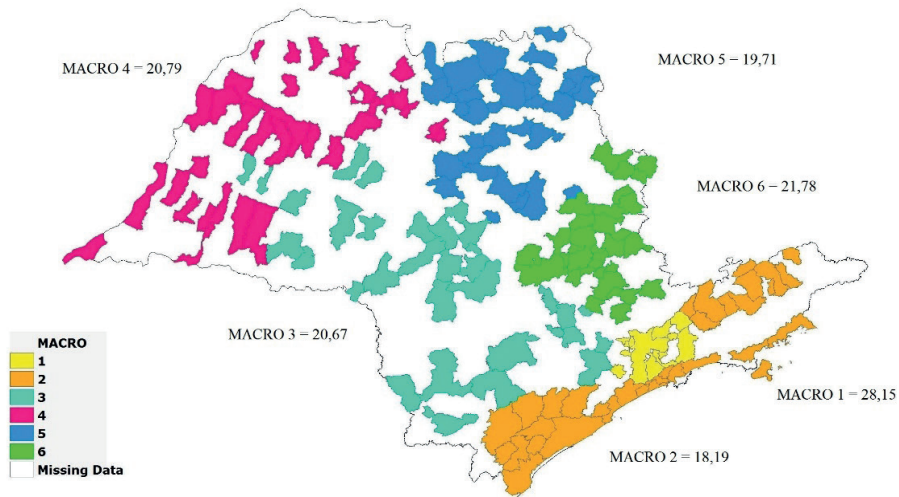 MACRO 4 = 20,79
MACRO 5 = 19,71
MACRO 6 – 21,78
MACRO 3 = 20,67
MACRO 1 = 28,15
MACRO 2 = 18,19
MACRO
1
2
3
4
5
6
Missing Data